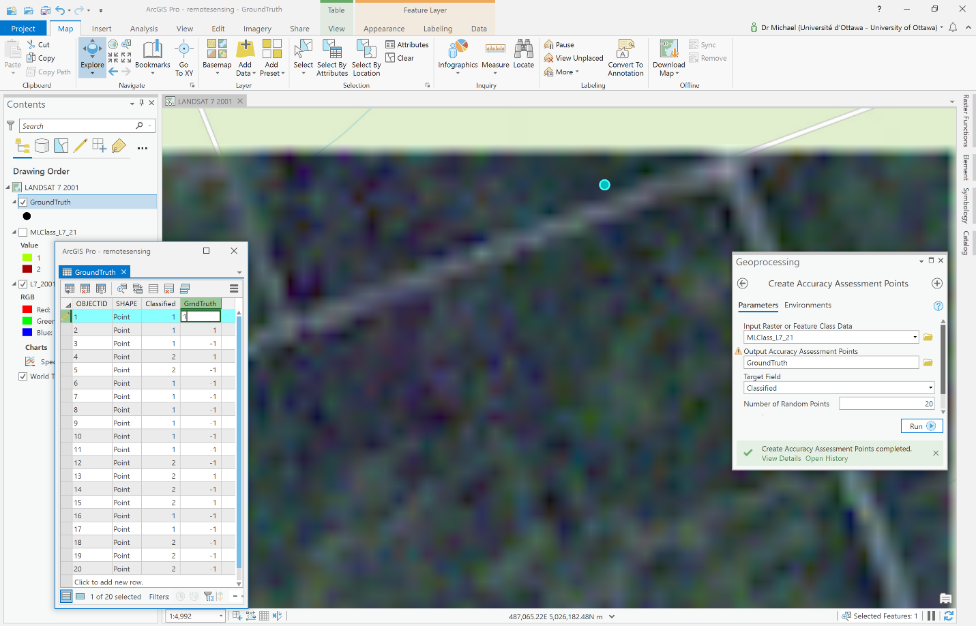 ArcGIS Pro - remotesensing - GroundTruth
Table
Feature Layer
?
Project
Map
Insert
Analysis
View
Edit
Imagery
Share
View
Appearance
Labeling
Data
Dr Michael (Université d'Ottawa - University of Ottawa)
Paste
Cut
Copy
Copy Path
Clipboard
Explore
Bookmarks
Go To XY
Navigate
Basemap
Add Data
Add Preset
Layer
Select
Select By Attributes
Select By Location
Attributes
Clear
Selection
Infographics
Measure
Locate
Inquiry
Pause
View Unplaced
More
Convert To Annotation
Labeling
Download Map
Sync
Remove
Offline
Contents
Search
Drawing Order
LANDSAT 7 2001
GroundTruth
MLClass_L7_21
Value
1
2
L7_2001
RGB
Red:
Green
Blue:
Charts
Spec
World T
LANDSAT 7 2001
Raster Functions
Element
Symbology
Catalog
ArcGIS Pro - remotesensing
GroundTruth
OBJECTID SHAPE Classified GrndTruth
1 Point 1 1
2 Point 1 1
3 Point 1 -1
4 Point 2 1
5 Point 2 -1
6 Point 1 -1
7 Point 1 -1
8 Point 1 -1
9 Point 1 -1
10 Point 1 -1
11 Point 1 -1
12 Point 2 -1
13 Point 2 1
14 Point 2 -1
15 Point 2 1
16 Point 1 -1
17 Point 1 -1
18 Point 2 -1
19 Point 2 -1
20 Point 2 -1
Click to add new row.
1 of 20 selected
Filters:
Geoprocessing
Create Accuracy Assessment Points
Parameters Environments
Input Raster or Feature Class Data
MLClass_L7_21
Output Accuracy Assessment Points
GroundTruth
Target Field
Classified
Number of Random Points 20
Run
Create Accuracy Assessment Points completed.
View Details Open History
1:4,992
487,065.22E 5,026,182.48N m
Selected Features: 1